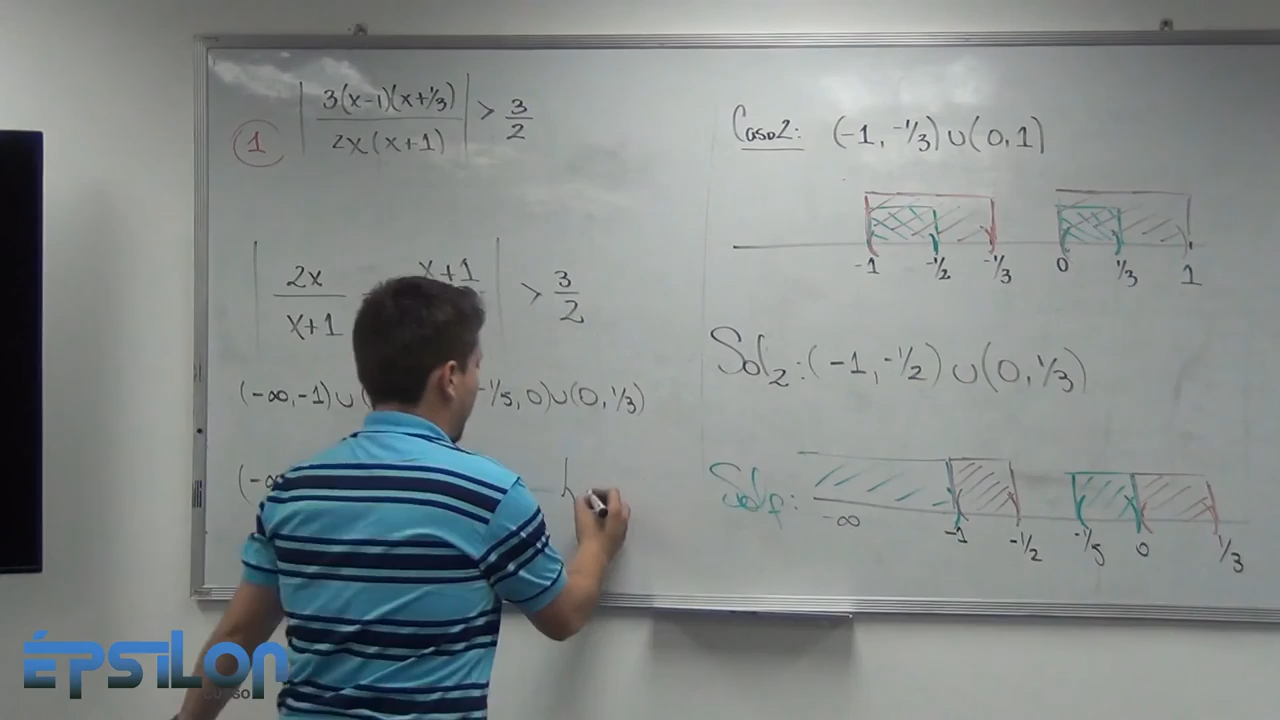 ① | 3(x-1)(x+1/3) / 2x(x+1) | > 3/2
| 2x / x+1 x+1 | > 3/2
(-∞,-1)∪( -1/5,0)∪(0,1/3)
(-∞
Caso2: (-1,-1/3)∪(0,1)
-1 -1/2 -1/3 0 1/3 1
Sol2:(-1,-1/2)∪(0,1/3)
Solf:
-∞ -1 -1/2 -1/5 0 1/3
ÉPSILON
CURSO